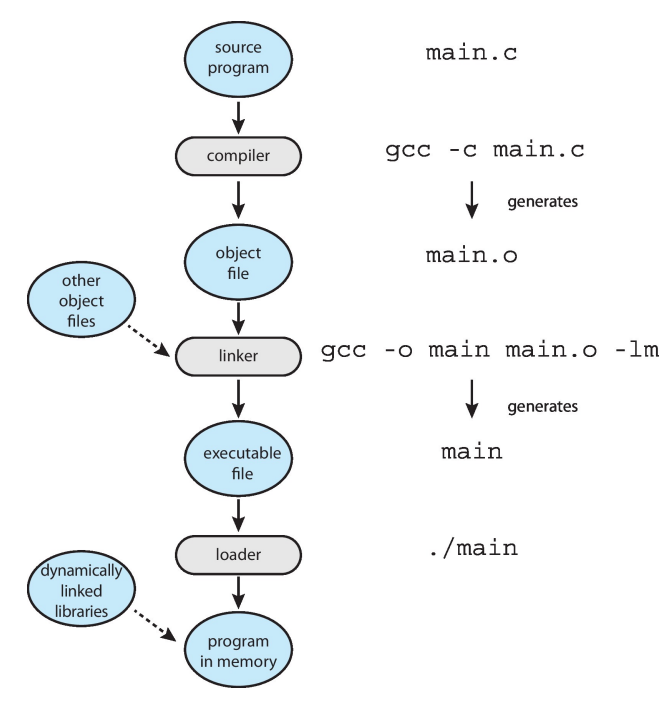 source
program
main.c
compiler
gcc -c main.c
generates
object
file
main.o
other
object
files
linker
gcc -o main main.o -lm
generates
executable
file
main
loader
./main
dynamically
linked
libraries
program
in memory